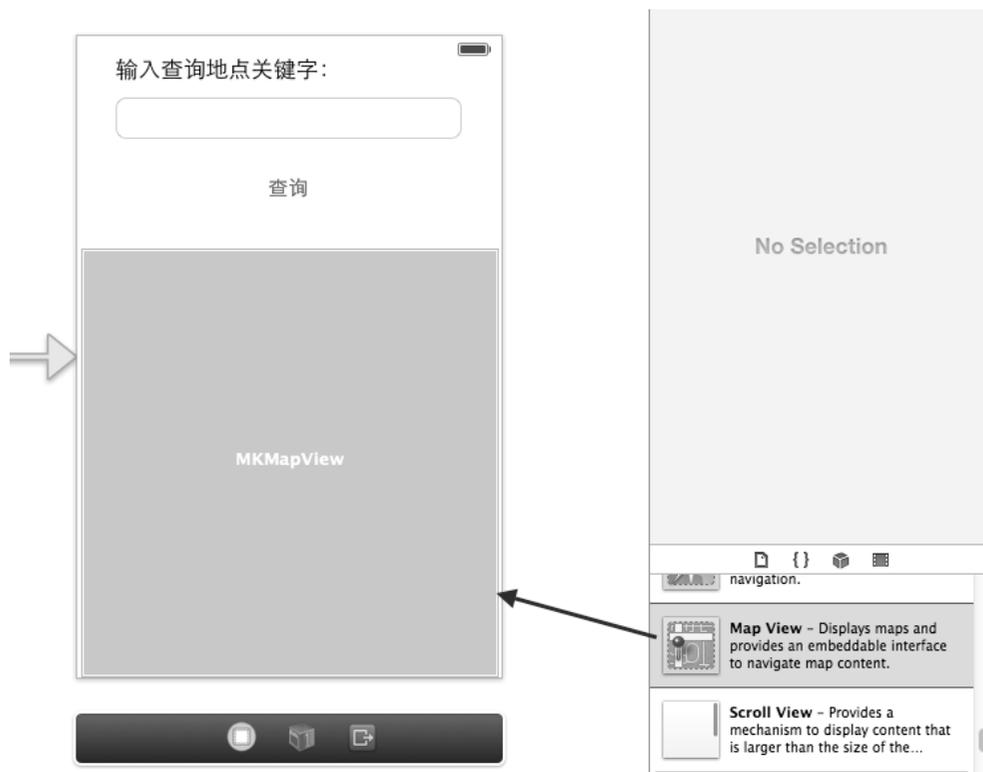 输入查询地点关键字：
查询
MKMapView
No Selection
{ }
navigation.
Map View – Displays maps and
provides an embeddable interface
to navigate map content.
Scroll View – Provides a
mechanism to display content that
is larger than the size of the...